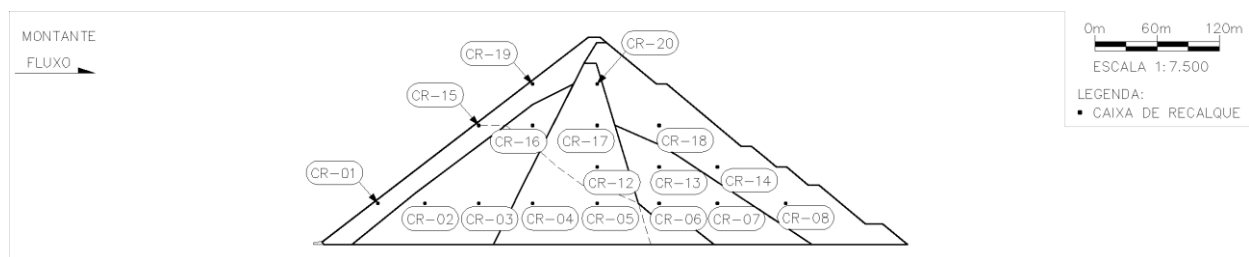 MONTANTE
FLUXO
CR-19
CR-20
CR-15
CR-16
CR-17
CR-18
CR-01
CR-12
CR-13
CR-14
CR-02
CR-03
CR-04
CR-05
CR-06
CR-07
CR-08
0m 60m 120m
ESCALA 1:7.500
LEGENDA:
CAIXA DE RECALQUE